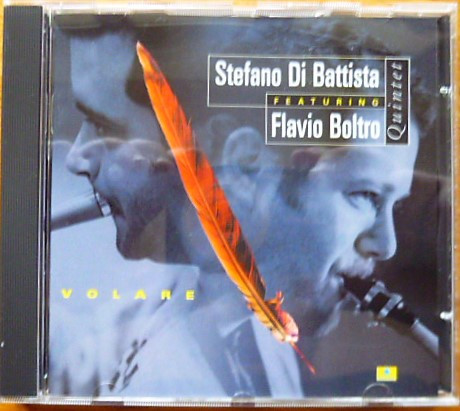 Stefano Di Battista
FEATURING
Flavio Boltro
Quintet
VOLARE